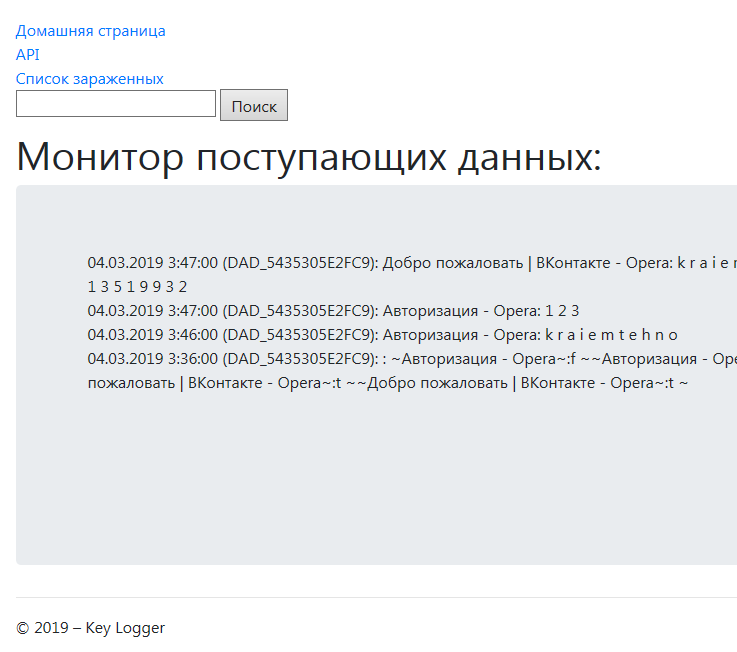 Домашняя страница
API
Список зараженных
Поиск
Монитор поступающих данных:
04.03.2019 3:47:00 (DAD_5435305E2FC9): Добро пожаловать | ВКонтакте - Opera: k r a i e
1 3 5 1 9 9 3 2
04.03.2019 3:47:00 (DAD_5435305E2FC9): Авторизация - Opera: 1 2 3
04.03.2019 3:46:00 (DAD_5435305E2FC9): Авторизация - Opera: k r a i e m t e h n o
04.03.2019 3:36:00 (DAD_5435305E2FC9): : ~Авторизация - Opera~:f ~~Авторизация - Ope
пожаловать | ВКонтакте - Opera~:t ~~Добро пожаловать | ВКонтакте - Opera~:t ~
© 2019 – Key Logger